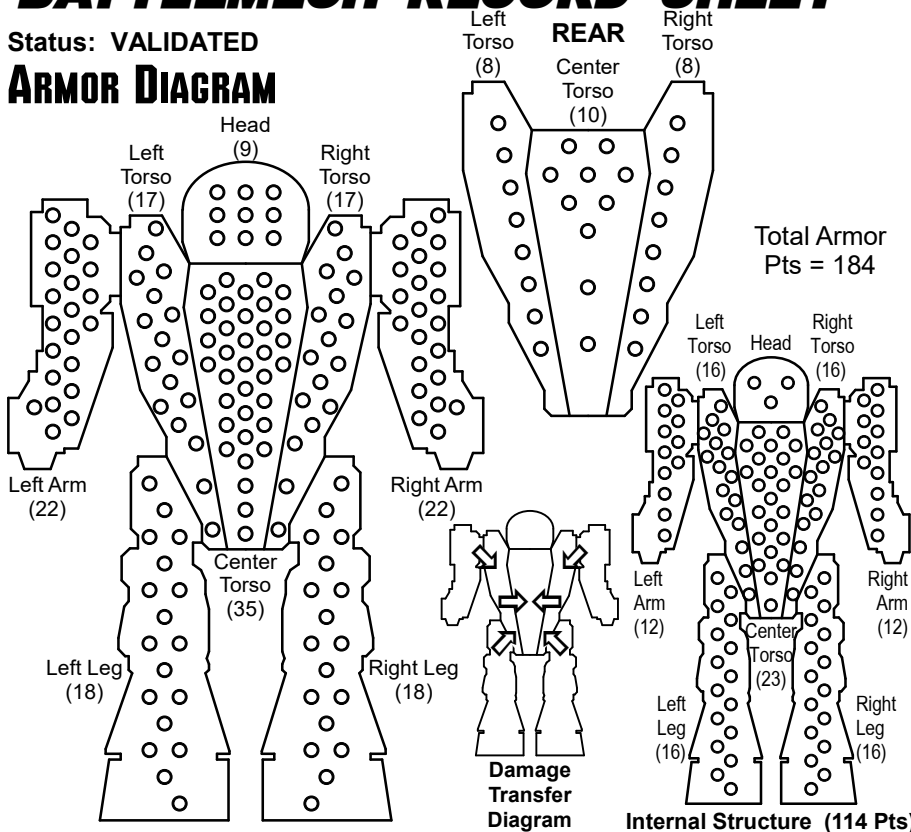 BATTLEMECH RECORD SHEET
Status: VALIDATED
ARMOR DIAGRAM
Left
Torso
(17)
Head
(9)
Right
Torso
(17)
Left Arm
(22)
Right Arm
(22)
Center
Torso
(35)
Left Leg
(18)
Right Leg
(18)
REAR
Left
Torso
(8)
Center
Torso
(10)
Right
Torso
(8)
Total Armor
Pts = 184
Damage
Transfer
Diagram
Left
Torso
(16)
Head
Right
Torso
(16)
Left
Arm
(12)
Right
Arm
(12)
Center
Torso
(23)
Left
Leg
(16)
Right
Leg
(16)
Internal Structure (114 Pts)